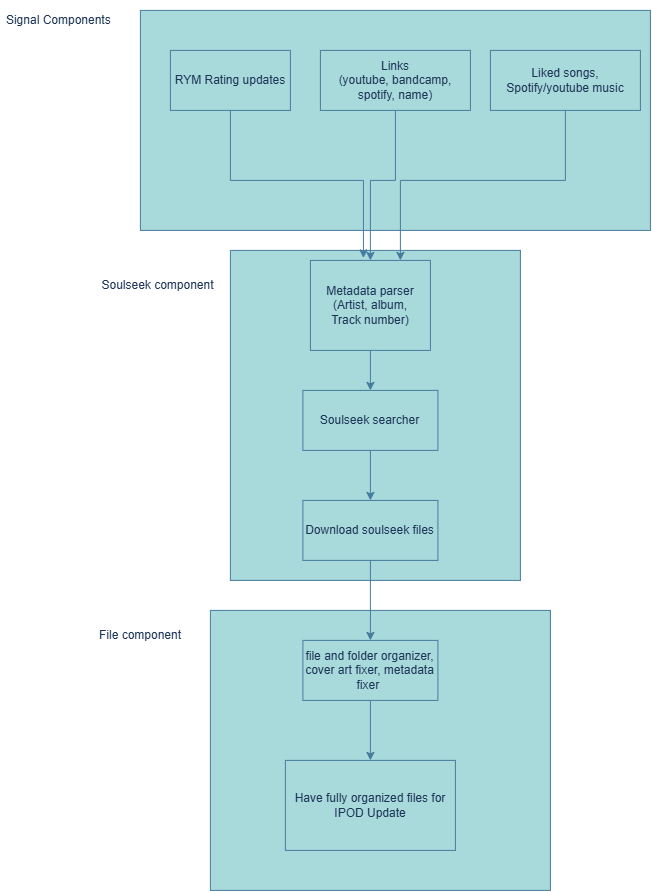 Signal Components
RYM Rating updates
Links
(youtube, bandcamp,
spotify, name)
Liked songs,
Spotify/youtube music
Soulseek component
Metadata parser
(Artist, album,
Track number)
Soulseek searcher
Download soulseek files
File component
file and folder organizer,
cover art fixer, metadata
fixer
Have fully organized files for
IPOD Update